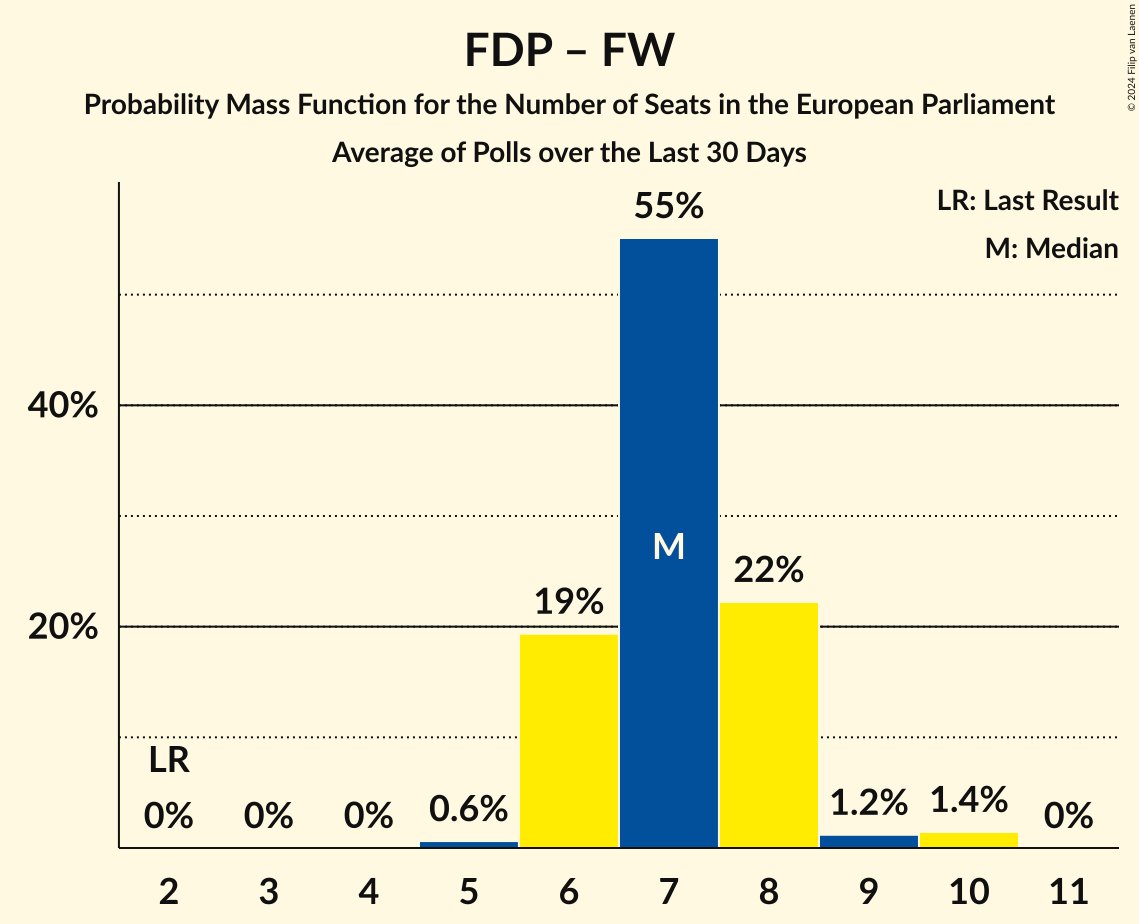 FDP – FW
Probability Mass Function for the Number of Seats in the European Parliament
Average of Polls over the Last 30 Days
© 2024 Filip van Laenen
LR: Last Result
M: Median
55%
40%
M
22%
19%
20%
LR
0%
0%
0%
0.6%
1.2%
1.4%
0%
2
3
4
5
6
7
8
9
10
11